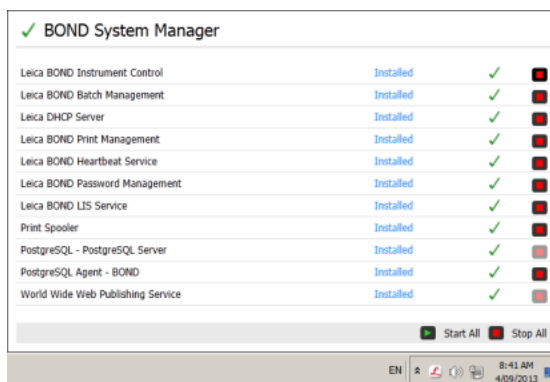 BOND System Manager
Leica BOND Instrument Control Installed
Leica BOND Batch Management Installed
Leica DHCP Server Installed
Leica BOND Print Management Installed
Leica BOND Heartbeat Service Installed
Leica BOND Password Management Installed
Leica BOND LIS Service Installed
Print Spooler Installed
PostgreSQL - PostgreSQL Server Installed
PostgreSQL Agent - BOND Installed
World Wide Web Publishing Service Installed
Start All Stop All
EN 8:41 AM
4/09/2013